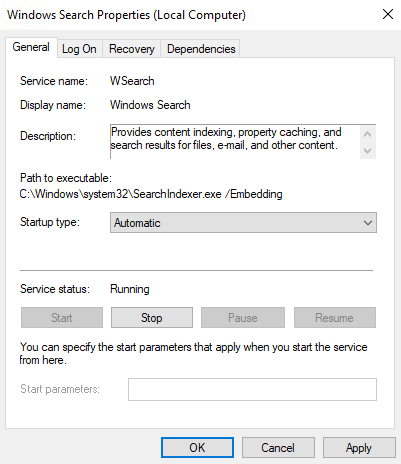 Windows Search Properties (Local Computer)
General Log On Recovery Dependencies
Service name: WSearch
Display name: Windows Search
Description: Provides content indexing, property caching, and
search results for files, e-mail, and other content.
Path to executable:
C:\Windows\system32\SearchIndexer.exe /Embedding
Startup type: Automatic
Service status: Running
Start Stop Pause Resume
You can specify the start parameters that apply when you start the service
from here.
Start parameters:
OK Cancel Apply